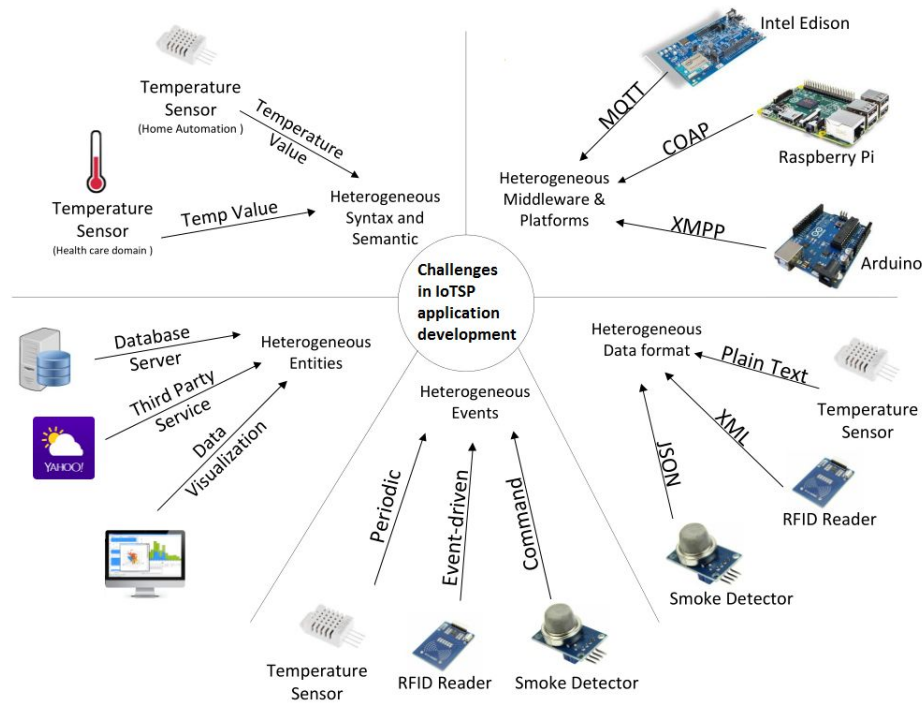 Temperature
Sensor
(Home Automation )
Temperature
Value
Temperature
Sensor
(Health care domain )
Temp Value
Heterogeneous
Syntax and
Semantic
Intel Edison
MQTT
COAP
Raspberry Pi
Heterogeneous
Middleware &
Platforms
XMPP
Arduino
Challenges
in IoTSP
application
development
Database
Server
Heterogeneous
Entities
Third Party
Service
YAHOO!
Data
Visualization
Heterogeneous
Events
Periodic
Event-driven
Command
Temperature
Sensor
RFID Reader
Smoke Detector
Heterogeneous
Data format
Plain Text
Temperature
Sensor
XML
RFID Reader
JSON
Smoke Detector